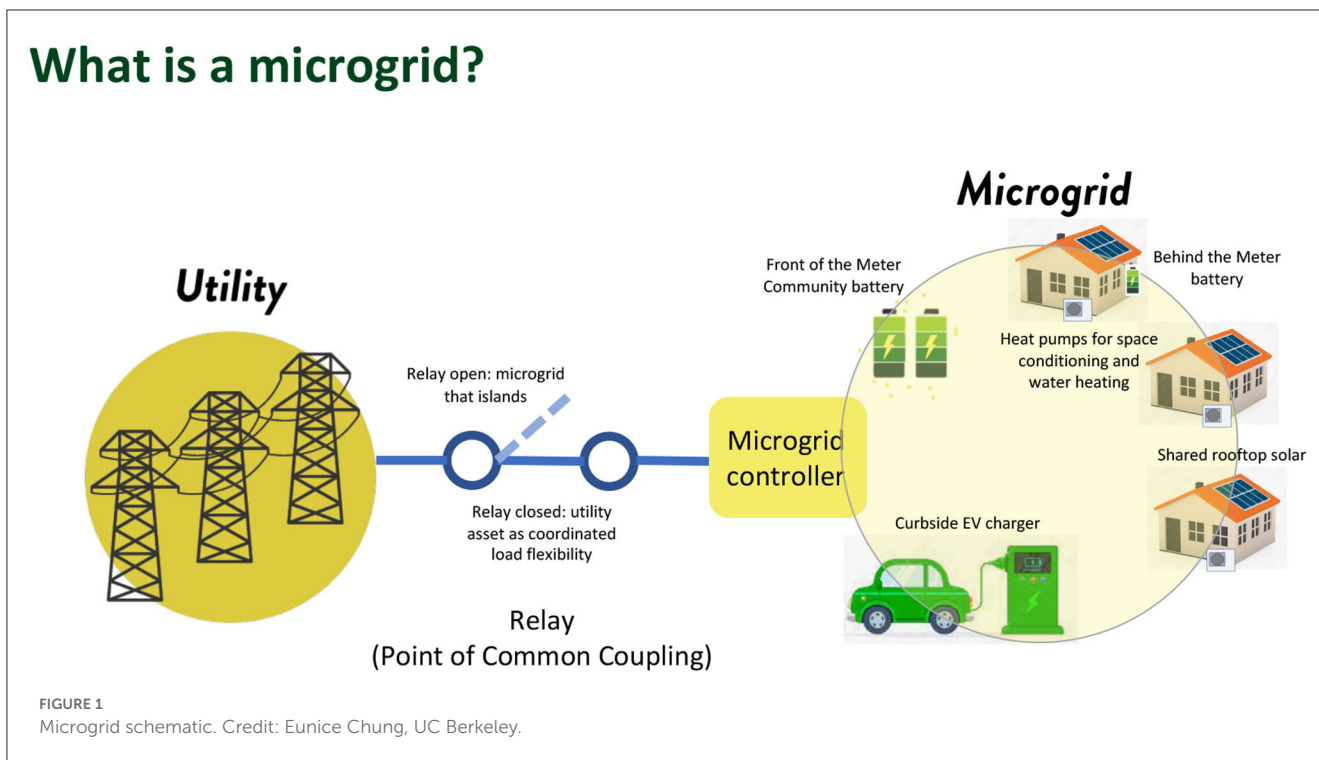 What is a microgrid?
Microgrid
Utility
Front of the Meter
Community battery
Behind the Meter
battery
Heat pumps for space
conditioning and
water heating
Relay open: microgrid
that islands
Microgrid
controller
Shared rooftop solar
Relay closed: utility
asset as coordinated
load flexibility
Curbside EV charger
Relay
(Point of Common Coupling)
FIGURE 1
Microgrid schematic. Credit: Eunice Chung, UC Berkeley.